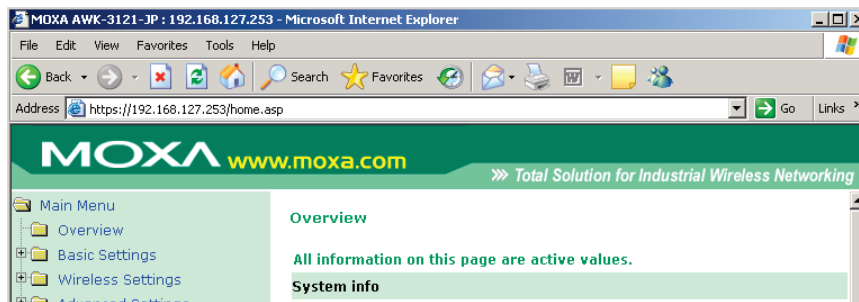 MOXA AWK-3121-JP : 192.168.127.253 - Microsoft Internet Explorer
File Edit View Favorites Tools Help
Back Search Favorites
Address https://192.168.127.253/home.asp Go Links »
MOXA www.moxa.com
Total Solution for Industrial Wireless Networking
Main Menu
Overview
Basic Settings
Wireless Settings
Advanced Settings
Overview
All information on this page are active values.
System info